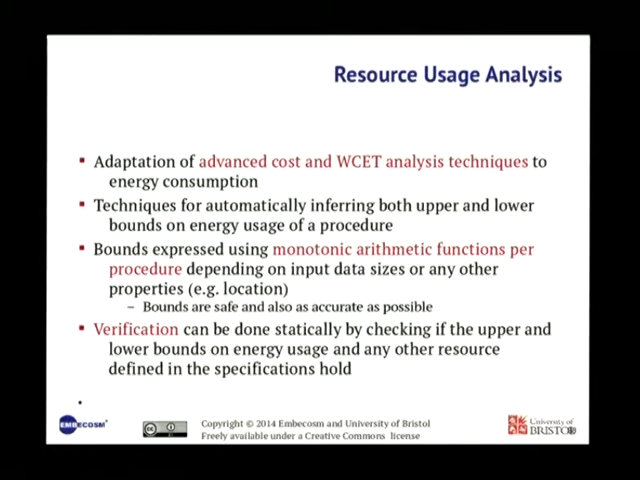 Resource Usage Analysis
Adaptation of advanced cost and WCET analysis techniques to
energy consumption
Techniques for automatically inferring both upper and lower
bounds on energy usage of a procedure
Bounds expressed using monotonic arithmetic functions per
procedure depending on input data sizes or any other
properties (e.g. location)
– Bounds are safe and also as accurate as possible
Verification can be done statically by checking if the upper and
lower bounds on energy usage and any other resource
defined in the specifications hold
EMBECOSM
Copyright © 2014 Embecosm and University of Bristol
Freely available under a Creative Commons license
University of
BRISTOL